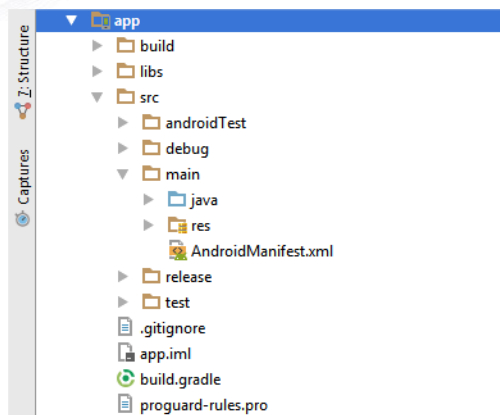 app
build
libs
src
androidTest
debug
main
java
res
AndroidManifest.xml
release
test
.gitignore
app.iml
build.gradle
proguard-rules.pro
7: Structure
Captures